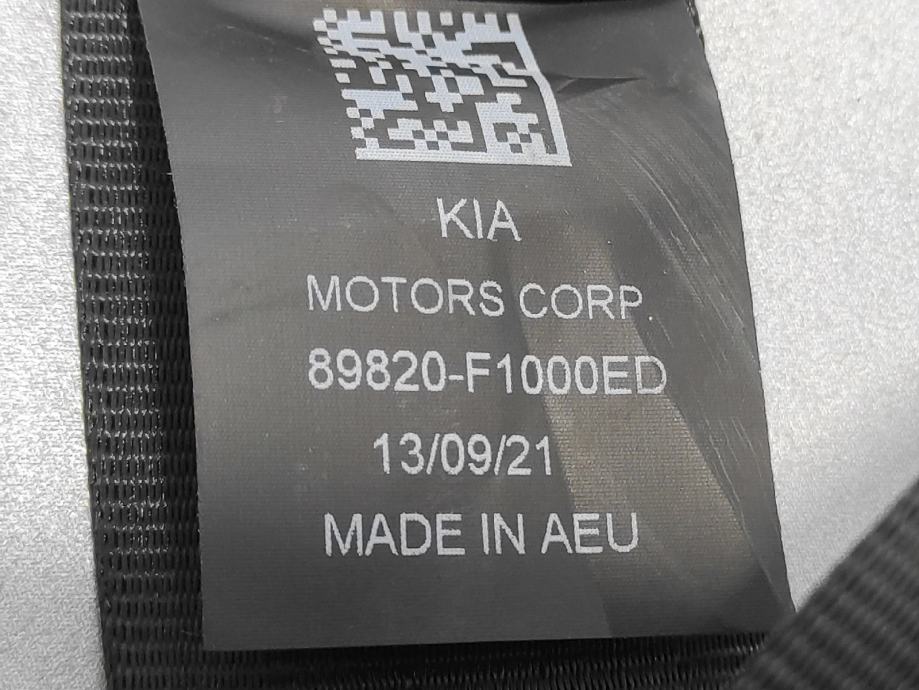 KIA
MOTORS CORP
89820-F1000ED
13/09/21
MADE IN AEU